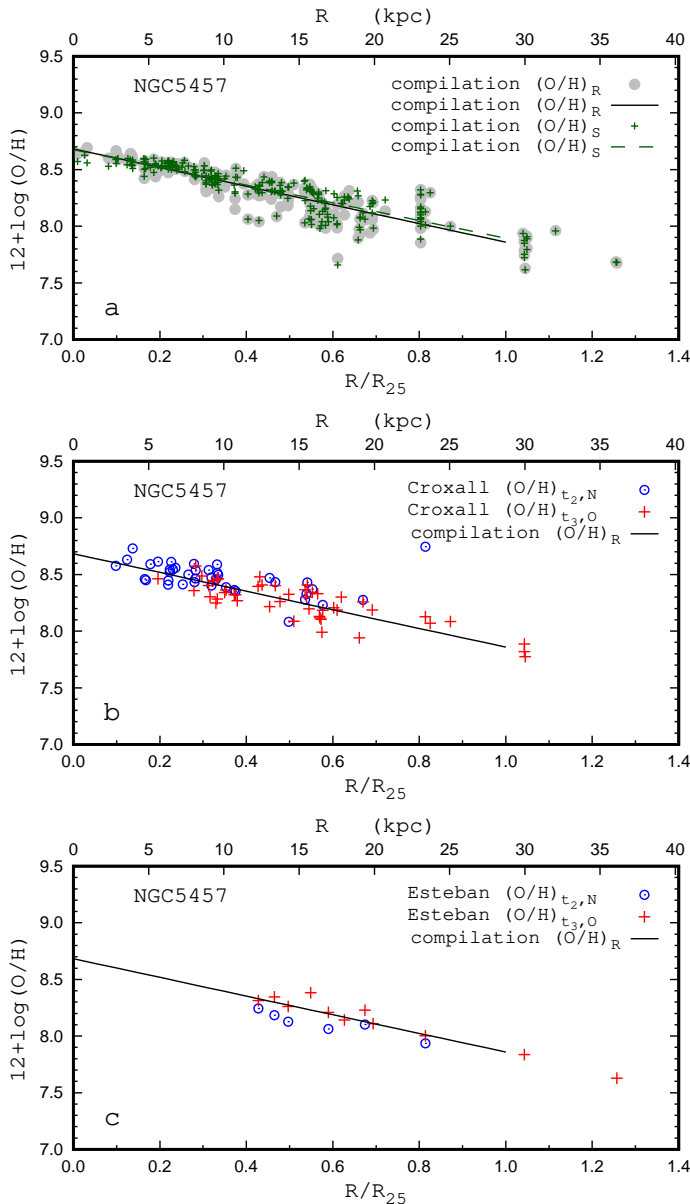 R (kpc)
0 5 10 15 20 25 30 35 40
NGC5457
compilation (O/H)R
compilation (O/H)R
compilation (O/H)S
compilation (O/H)S
12+log(O/H)
9.5
9.0
8.5
8.0
7.5
7.0
a
0.0 0.2 0.4 0.6 0.8 1.0 1.2 1.4
R/R25
R (kpc)
0 5 10 15 20 25 30 35 40
NGC5457
Croxall (O/H)t2,N
Croxall (O/H)t3,O
compilation (O/H)R
12+log(O/H)
9.5
9.0
8.5
8.0
7.5
7.0
b
0.0 0.2 0.4 0.6 0.8 1.0 1.2 1.4
R/R25
R (kpc)
0 5 10 15 20 25 30 35 40
NGC5457
Esteban (O/H)t2,N
Esteban (O/H)t3,O
compilation (O/H)R
12+log(O/H)
9.5
9.0
8.5
8.0
7.5
7.0
c
0.0 0.2 0.4 0.6 0.8 1.0 1.2 1.4
R/R25